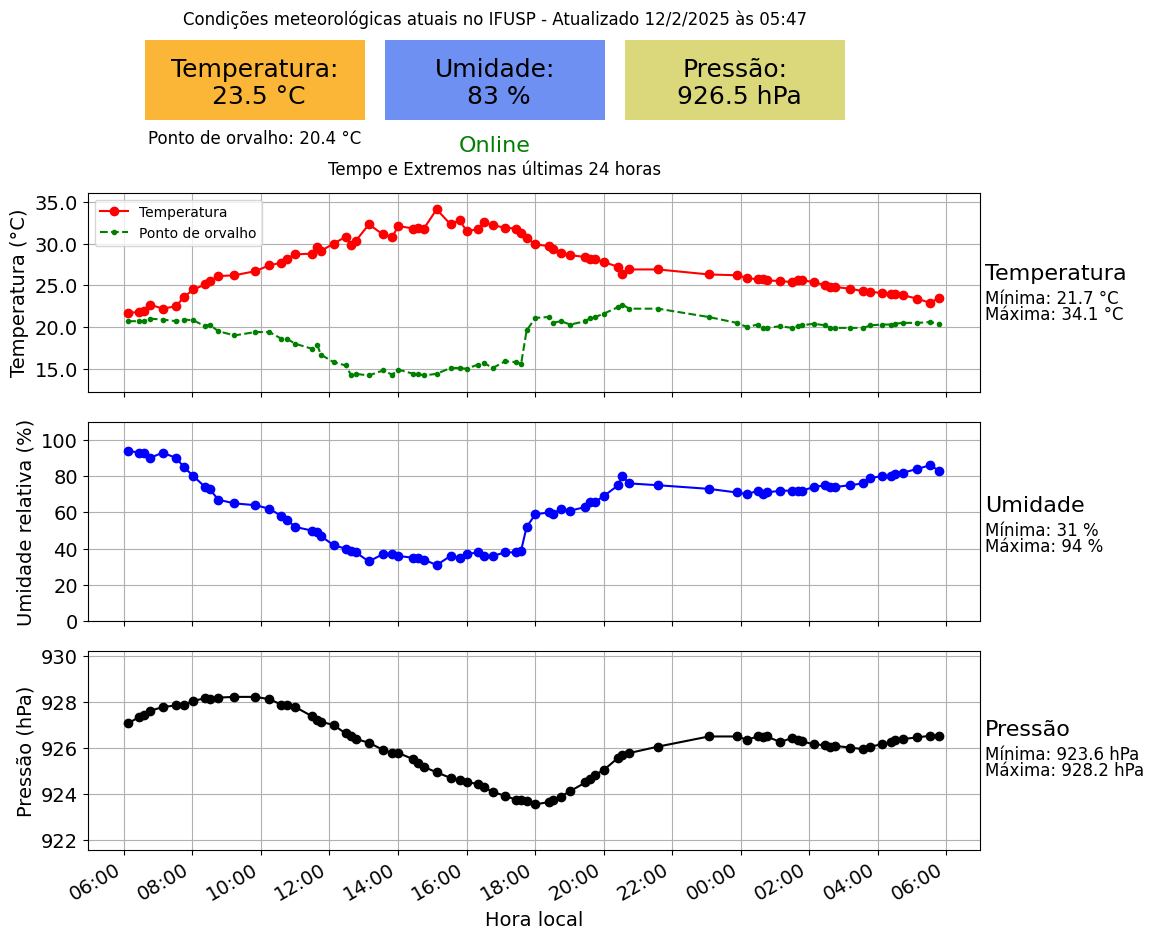 Condições meteorológicas atuais no IFUSP - Atualizado 12/2/2025 às 05:47
Temperatura:
23.5 °C
Umidade:
83 %
Pressão:
926.5 hPa
Ponto de orvalho: 20.4 °C
Online
Tempo e Extremos nas últimas 24 horas
Temperatura (°C)
35.0
30.0
25.0
20.0
15.0
Temperatura
Ponto de orvalho
Temperatura
Mínima: 21.7 °C
Máxima: 34.1 °C
Umidade relativa (%)
100
80
60
40
20
0
Umidade
Mínima: 31 %
Máxima: 94 %
Pressão (hPa)
930
928
926
924
922
Pressão
Mínima: 923.6 hPa
Máxima: 928.2 hPa
06:00 08:00 10:00 12:00 14:00 16:00 18:00 20:00 22:00 00:00 02:00 04:00 06:00
Hora local